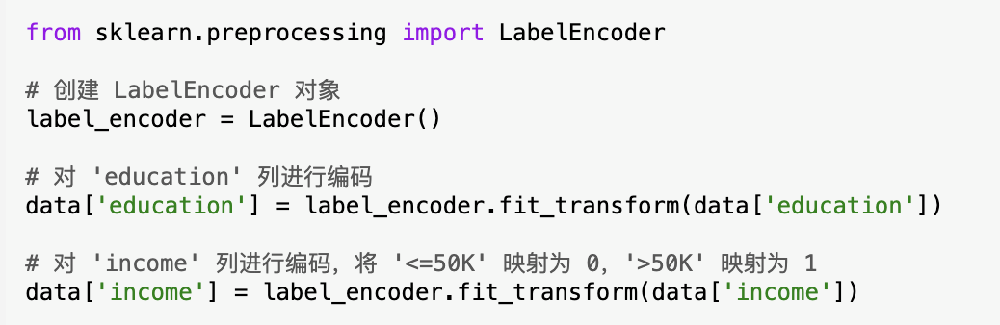 from sklearn.preprocessing import LabelEncoder
# 创建 LabelEncoder 对象
label_encoder = LabelEncoder()
# 对 'education' 列进行编码
data['education'] = label_encoder.fit_transform(data['education'])
# 对 'income' 列进行编码，将 '<=50K' 映射为 0，'>50K' 映射为 1
data['income'] = label_encoder.fit_transform(data['income'])